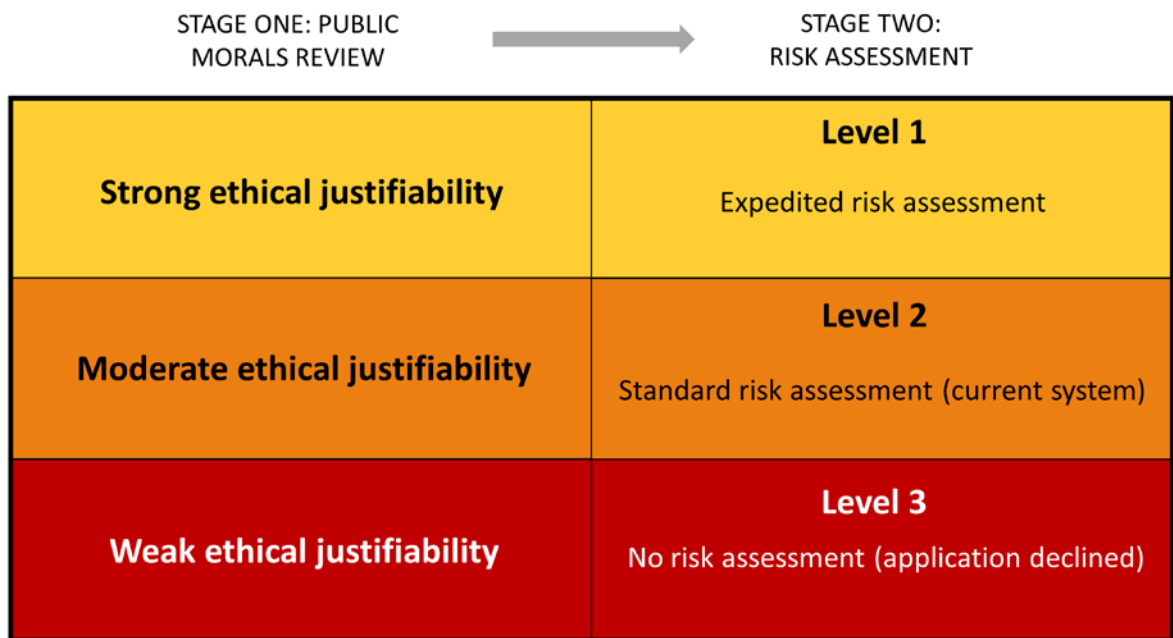 STAGE ONE: PUBLIC
MORALS REVIEW
STAGE TWO:
RISK ASSESSMENT
Strong ethical justifiability
Level 1
Expedited risk assessment
Moderate ethical justifiability
Level 2
Standard risk assessment (current system)
Weak ethical justifiability
Level 3
No risk assessment (application declined)